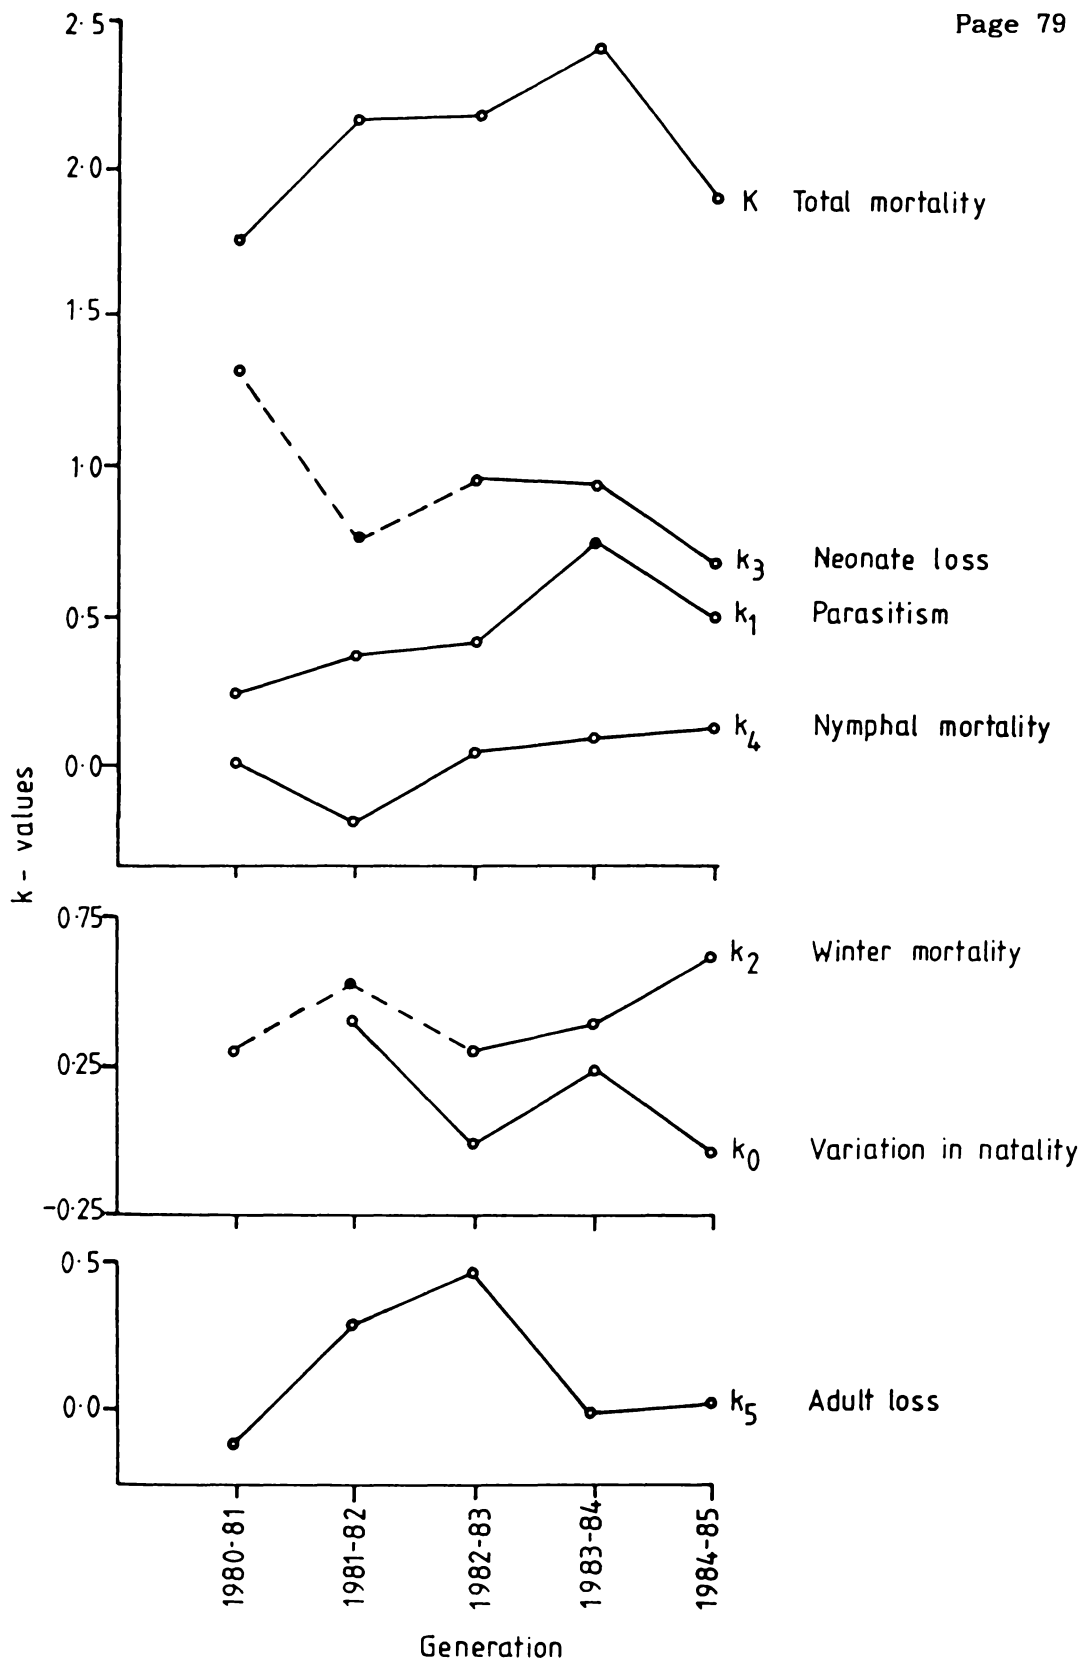 Page 79
2·5
2·0
1·5
1·0
0·5
0·0
K Total mortality
k3 Neonate loss
k1 Parasitism
k4 Nymphal mortality
k - values
0·75
0·25
-0·25
k2 Winter mortality
k0 Variation in natality
0·5
0·0
k5 Adult loss
1980-81
1981-82
1982-83
1983-84
1984-85
Generation